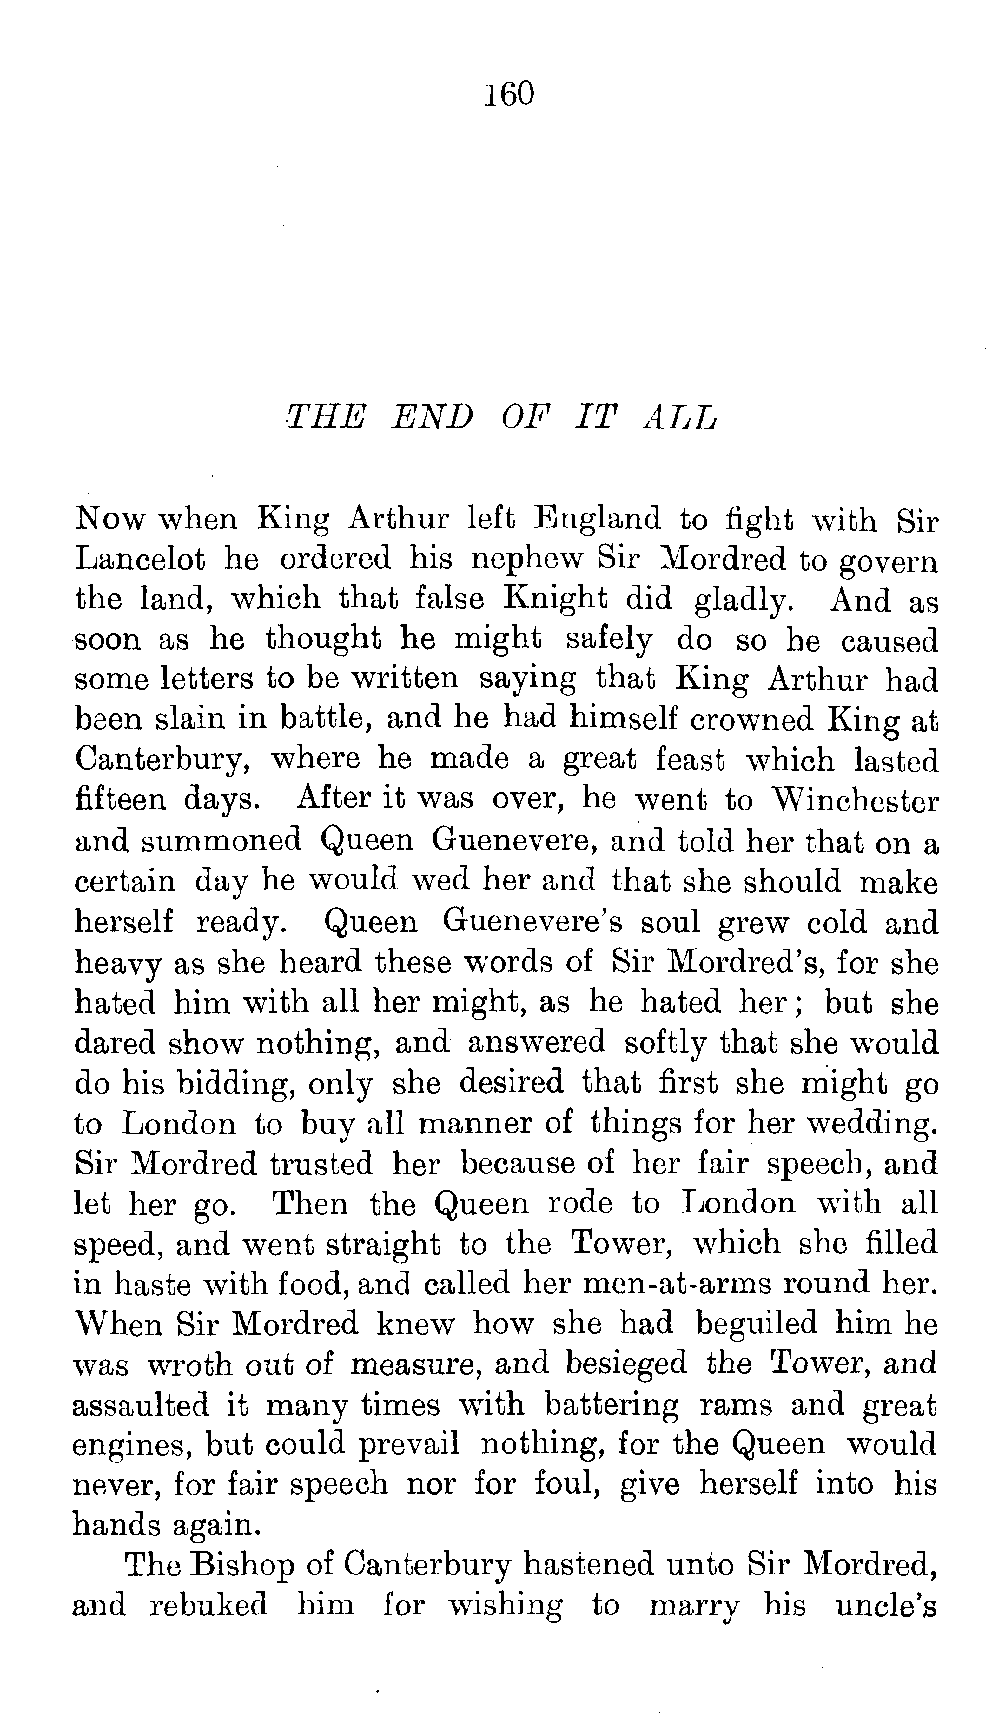 160
THE END OF IT ALL
Now when King Arthur left England to fight with Sir
Lancelot he ordered his nephew Sir Mordred to govern
the land, which that false Knight did gladly. And as
soon as he thought he might safely do so he caused
some letters to be written saying that King Arthur had
been slain in battle, and he had himself crowned King at
Canterbury, where he made a great feast which lasted
fifteen days. After it was over, he went to Winchester
and summoned Queen Guenevere, and told her that on a
certain day he would wed her and that she should make
herself ready. Queen Guenevere's soul grew cold and
heavy as she heard these words of Sir Mordred's, for she
hated him with all her might, as he hated her; but she
dared show nothing, and answered softly that she would
do his bidding, only she desired that first she might go
to London to buy all manner of things for her wedding.
Sir Mordred trusted her because of her fair speech, and
let her go. Then the Queen rode to London with all
speed, and went straight to the Tower, which she filled
in haste with food, and called her men-at-arms round her.
When Sir Mordred knew how she had beguiled him he
was wroth out of measure, and besieged the Tower, and
assaulted it many times with battering rams and great
engines, but could prevail nothing, for the Queen would
never, for fair speech nor for foul, give herself into his
hands again.
The Bishop of Canterbury hastened unto Sir Mordred,
and rebuked him for wishing to marry his uncle's